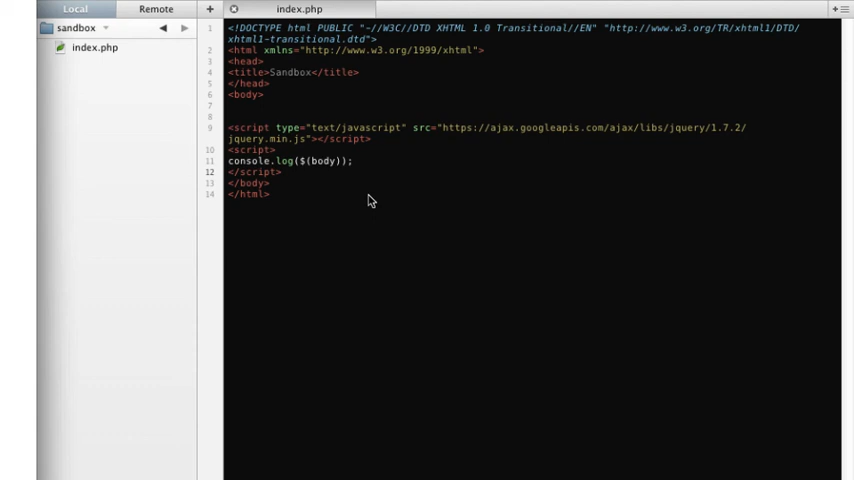 Local Remote + index.php
sandbox
index.php
1 <!DOCTYPE html PUBLIC "-//W3C//DTD XHTML 1.0 Transitional//EN" "http://www.w3.org/TR/xhtml1/DTD/
xhtml1-transitional.dtd">
2 <html xmlns="http://www.w3.org/1999/xhtml">
3 <head>
4 <title>Sandbox</title>
5 </head>
6 <body>
7
8
9 <script type="text/javascript" src="https://ajax.googleapis.com/ajax/libs/jquery/1.7.2/
jquery.min.js"></script>
10 <script>
11 console.log($(body));
12 </script>
13 </body>
14 </html>